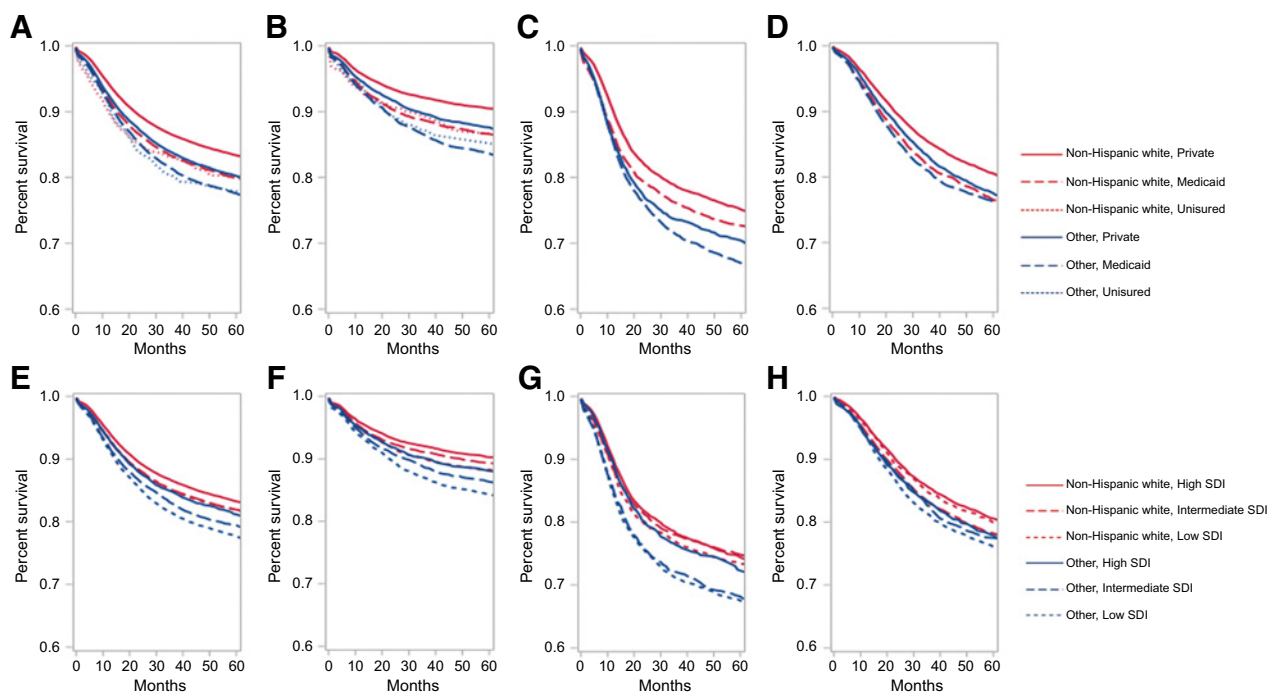 A
B
C
D
1.0
0.9
0.8
0.7
0.6
Percent survival
0 10 20 30 40 50 60
Months
1.0
0.9
0.8
0.7
0.6
Percent survival
0 10 20 30 40 50 60
Months
1.0
0.9
0.8
0.7
0.6
Percent survival
0 10 20 30 40 50 60
Months
1.0
0.9
0.8
0.7
0.6
Percent survival
0 10 20 30 40 50 60
Months
Non-Hispanic white, Private
Non-Hispanic white, Medicaid
Non-Hispanic white, Unisured
Other, Private
Other, Medicaid
Other, Unisured
E
F
G
H
1.0
0.9
0.8
0.7
0.6
Percent survival
0 10 20 30 40 50 60
Months
1.0
0.9
0.8
0.7
0.6
Percent survival
0 10 20 30 40 50 60
Months
1.0
0.9
0.8
0.7
0.6
Percent survival
0 10 20 30 40 50 60
Months
1.0
0.9
0.8
0.7
0.6
Percent survival
0 10 20 30 40 50 60
Months
Non-Hispanic white, High SDI
Non-Hispanic white, Intermediate SDI
Non-Hispanic white, Low SDI
Other, High SDI
Other, Intermediate SDI
Other, Low SDI